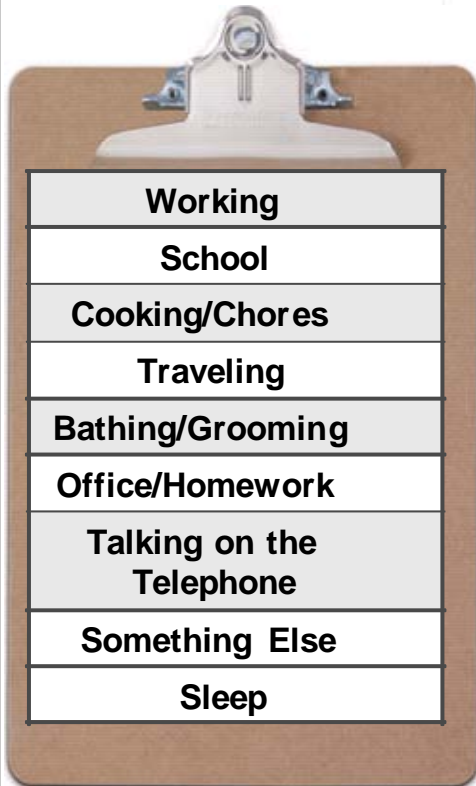 Working
School
Cooking/Chores
Traveling
Bathing/Grooming
Office/Homework
Talking on the
Telephone
Something Else
Sleep